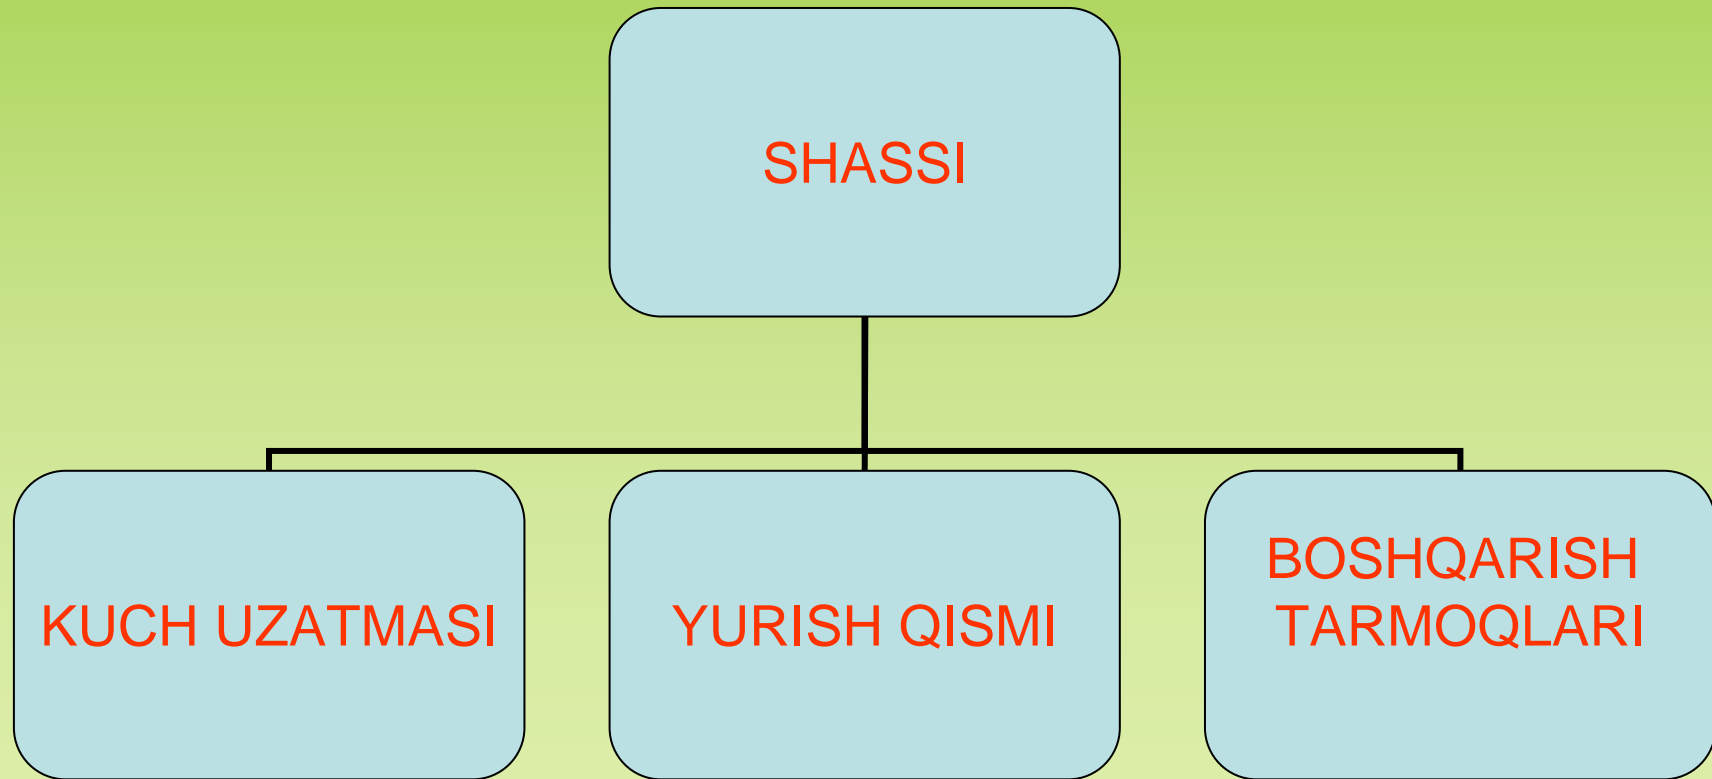 SHASSI
KUCH UZATMASI
YURISH QISMI
BOSHQARISH
TARMOQLARI